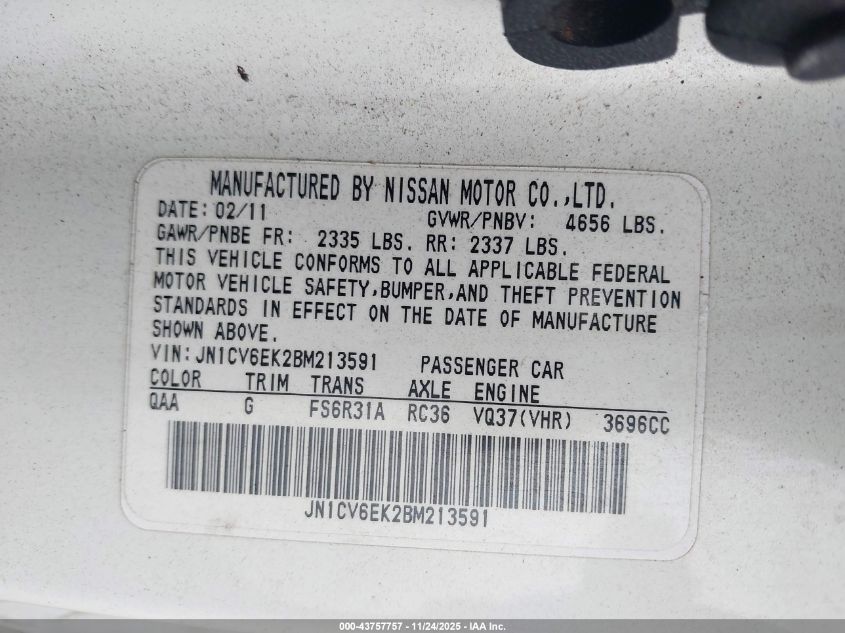 MANUFACTURED BY NISSAN MOTOR CO.,LTD.
DATE: 02/11 GVWR/PNBV: 4656 LBS.
GAWR/PNBE FR: 2335 LBS. RR: 2337 LBS.
THIS VEHICLE CONFORMS TO ALL APPLICABLE FEDERAL
MOTOR VEHICLE SAFETY,BUMPER,AND THEFT PREVENTION
STANDARDS IN EFFECT ON THE DATE OF MANUFACTURE
SHOWN ABOVE.
VIN: JN1CV6EK2BM213591 PASSENGER CAR
COLOR TRIM TRANS AXLE ENGINE
QAA G FS6R31A RC36 VQ37(VHR) 3696CC
JN1CV6EK2BM213591
000-43757757 - 11/24/2025 - IAA Inc.